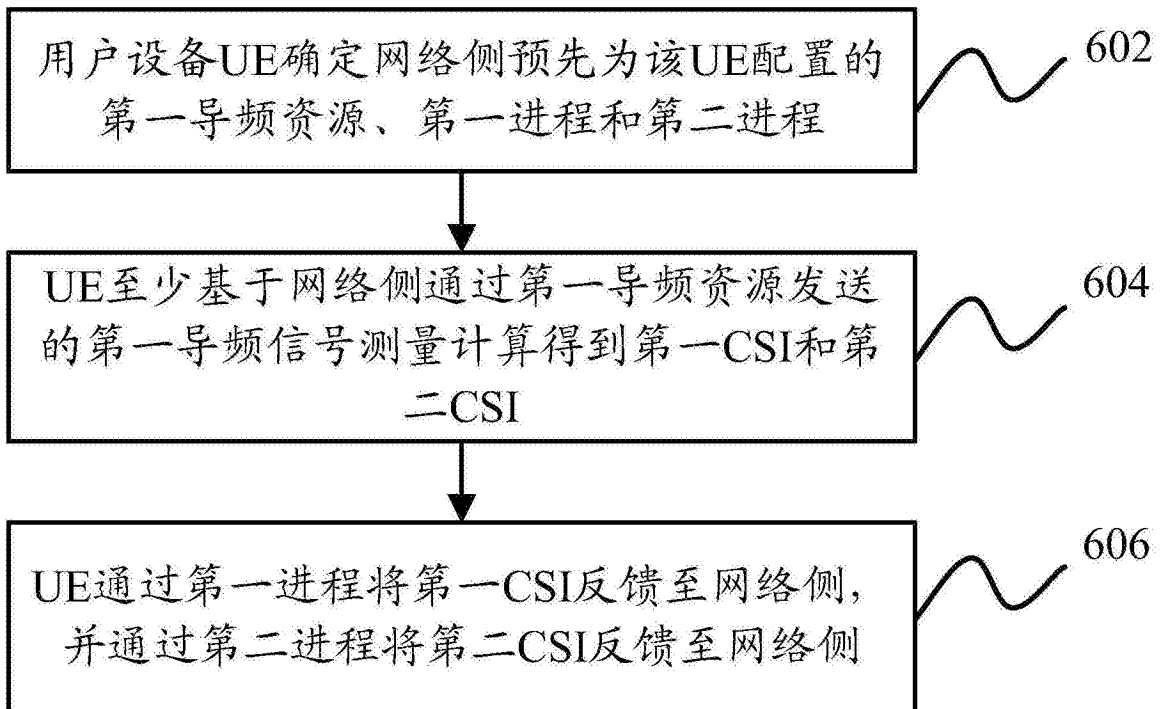 用户设备UE确定网络侧预先为该UE配置的
第一导频资源、第一进程和第二进程
602
UE至少基于网络侧通过第一导频资源发送
的第一导频信号测量计算得到第一CSI和第
二CSI
604
UE通过第一进程将第一CSI反馈至网络侧,
并通过第二进程将第二CSI反馈至网络侧
606